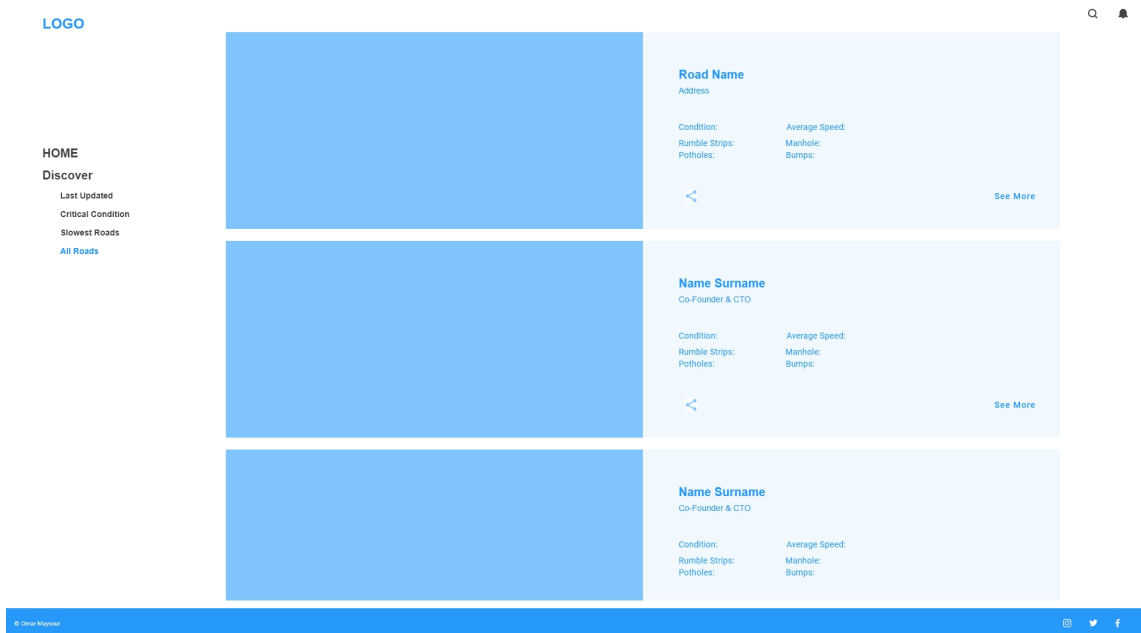 LOGO
HOME
Discover
Last Updated
Critical Condition
Slowest Roads
All Roads
Road Name
Address
Condition: Average Speed:
Rumble Strips: Manhole:
Potholes: Bumps:
See More
Name Surname
Co-Founder & CTO
Condition: Average Speed:
Rumble Strips: Manhole:
Potholes: Bumps:
See More
Name Surname
Co-Founder & CTO
Condition: Average Speed:
Rumble Strips: Manhole:
Potholes: Bumps:
© Omar Maysour